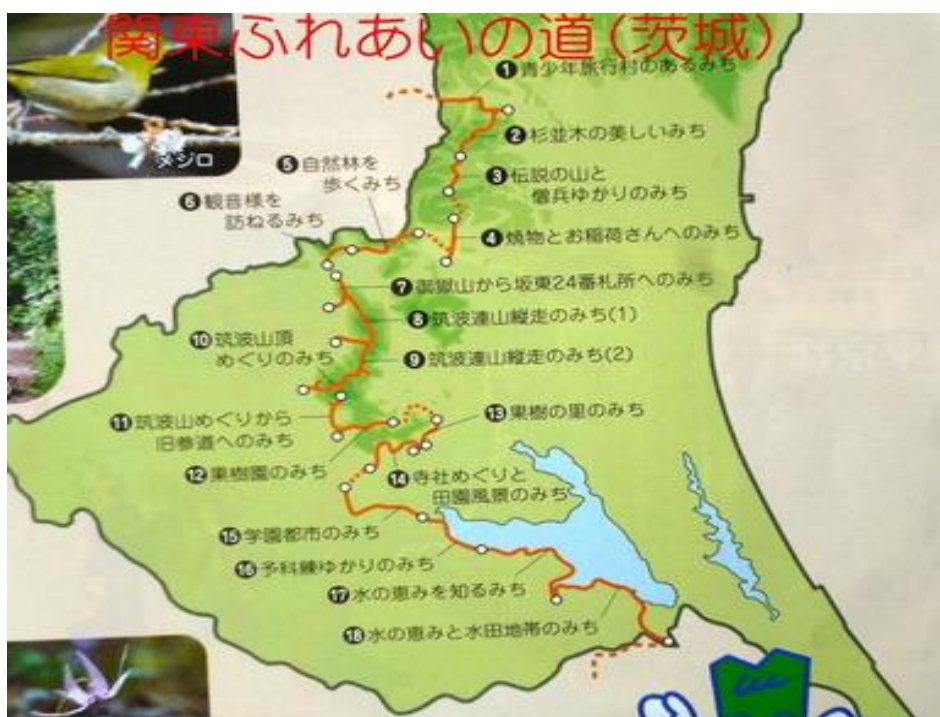 関東ふれあいの道(茨城)
❶青少年旅行村のあるみち
メジロ
❷杉並木の美しいみち
❺自然林を
歩くみち
❸伝説の山と
僧兵ゆかりのみち
❻観音様を
訪ねるみち
❹焼物とお稲荷さんへのみち
❼御嶽山から坂東24番札所へのみち
❽筑波連山縦走のみち(1)
❿筑波山頂
めぐりのみち
❾筑波連山縦走のみち(2)
⓫筑波山めぐりから
旧参道へのみち
⓭果樹の里のみち
⓬果樹園のみち
⓮寺社めぐりと
田園風景のみち
⓯学園都市のみち
⓰予科練ゆかりのみち
⓱水の恵みを知るみち
⓲水の恵みと水田地帯のみち